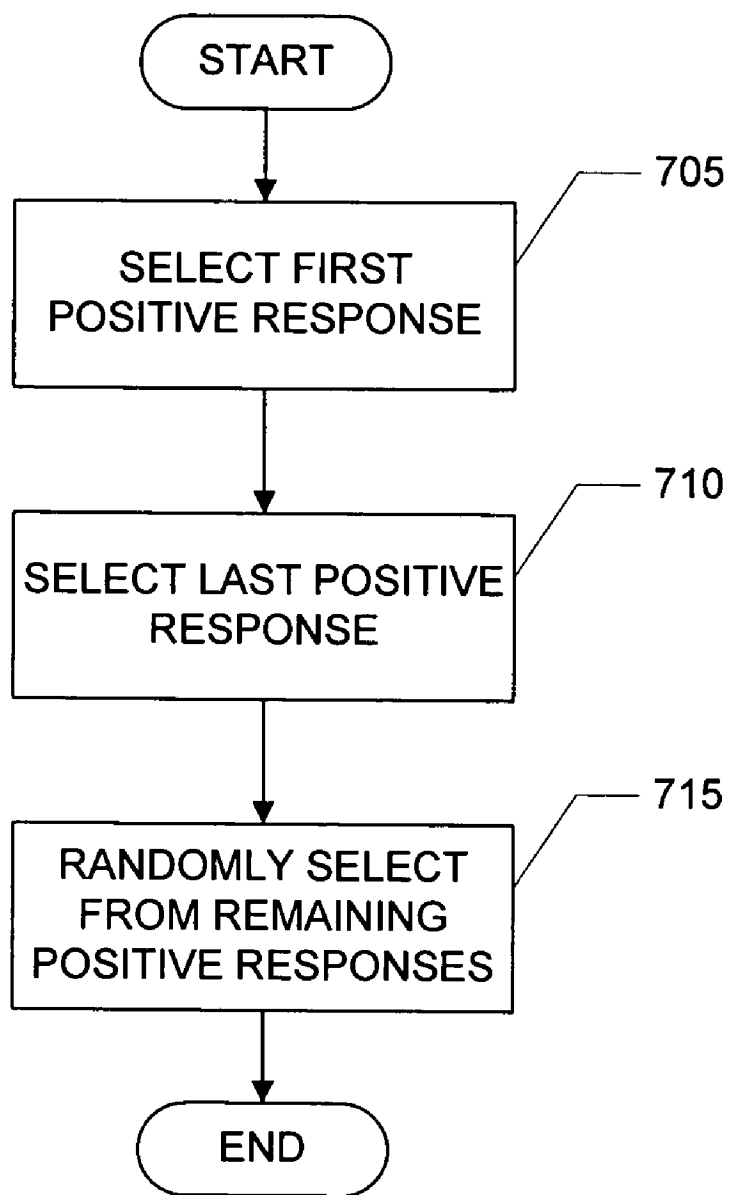 START
705
SELECT FIRST
POSITIVE RESPONSE
710
SELECT LAST POSITIVE
RESPONSE
715
RANDOMLY SELECT
FROM REMAINING
POSITIVE RESPONSES
END